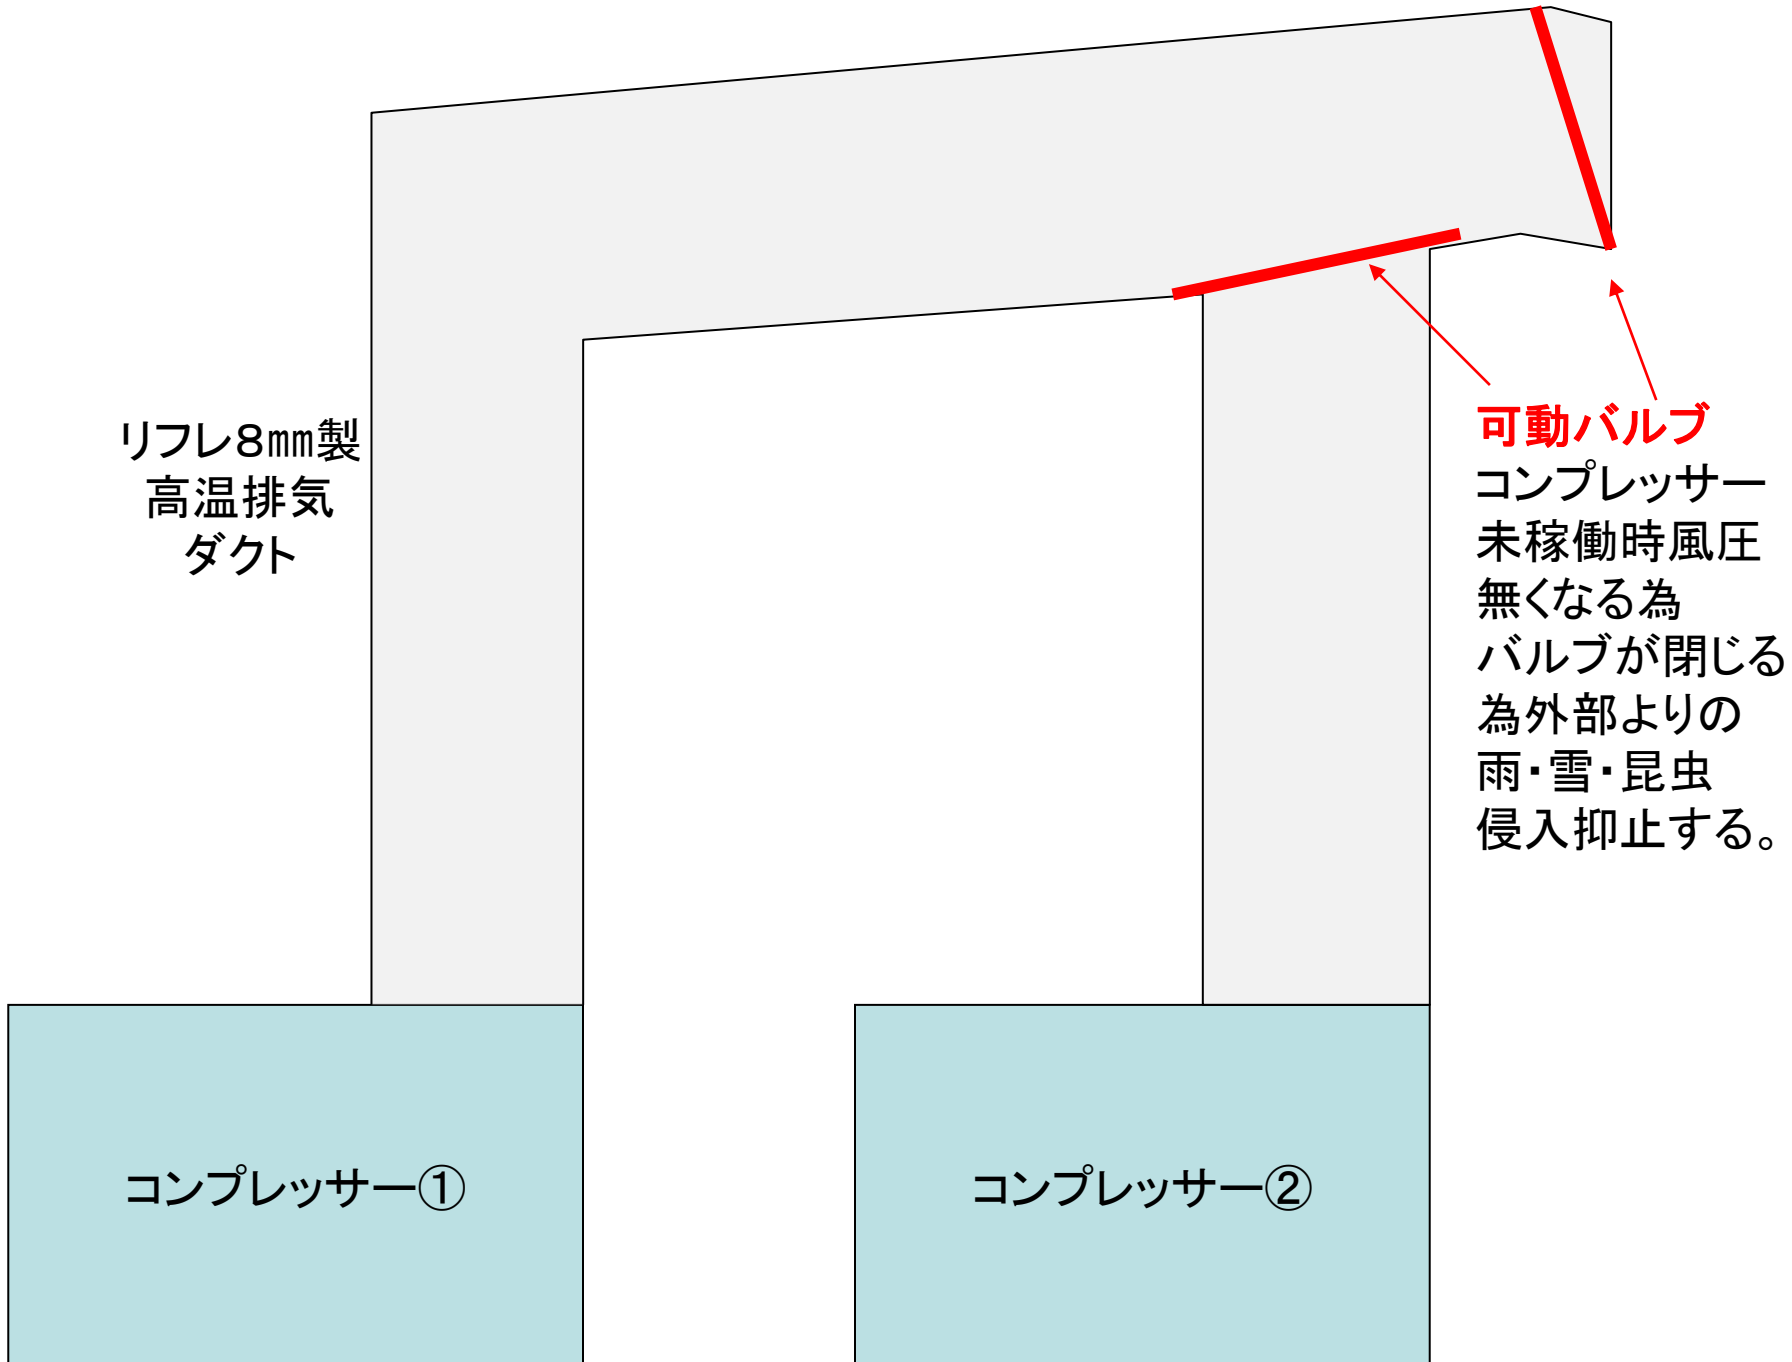 リフレ８㎜製
高温排気
ダクト
可動バルブ
コンプレッサー
未稼働時風圧
無くなる為
バルブが閉じる
為外部よりの
雨・雪・昆虫
侵入抑止する。
コンプレッサー①
コンプレッサー②